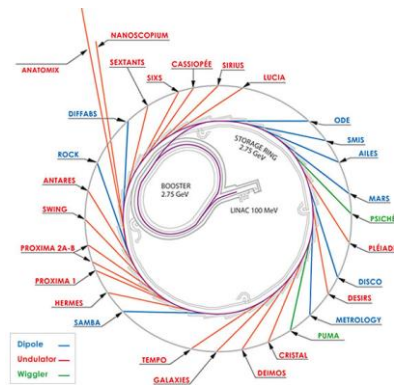 NANOSCOPIUM
ANATOMIX
SEXTANTS
SIXS
CASSIOPÉE
SIRIUS
LUCIA
DIFFABS
ODE
ROCK
SMIS
AILES
ANTARES
MARS
SWING
PSICHÉ
PROXIMA 2A-B
PLÉIAD
PROXIMA 1
DISCO
HERMES
DESIRS
SAMBA
METROLOGY
PUMA
TEMPO
CRISTAL
GALAXIES
DEIMOS
STORAGE RING
2.75 GeV
BOOSTER
2.75 GeV
LINAC 100 MeV
Dipole
Undulator
Wiggler